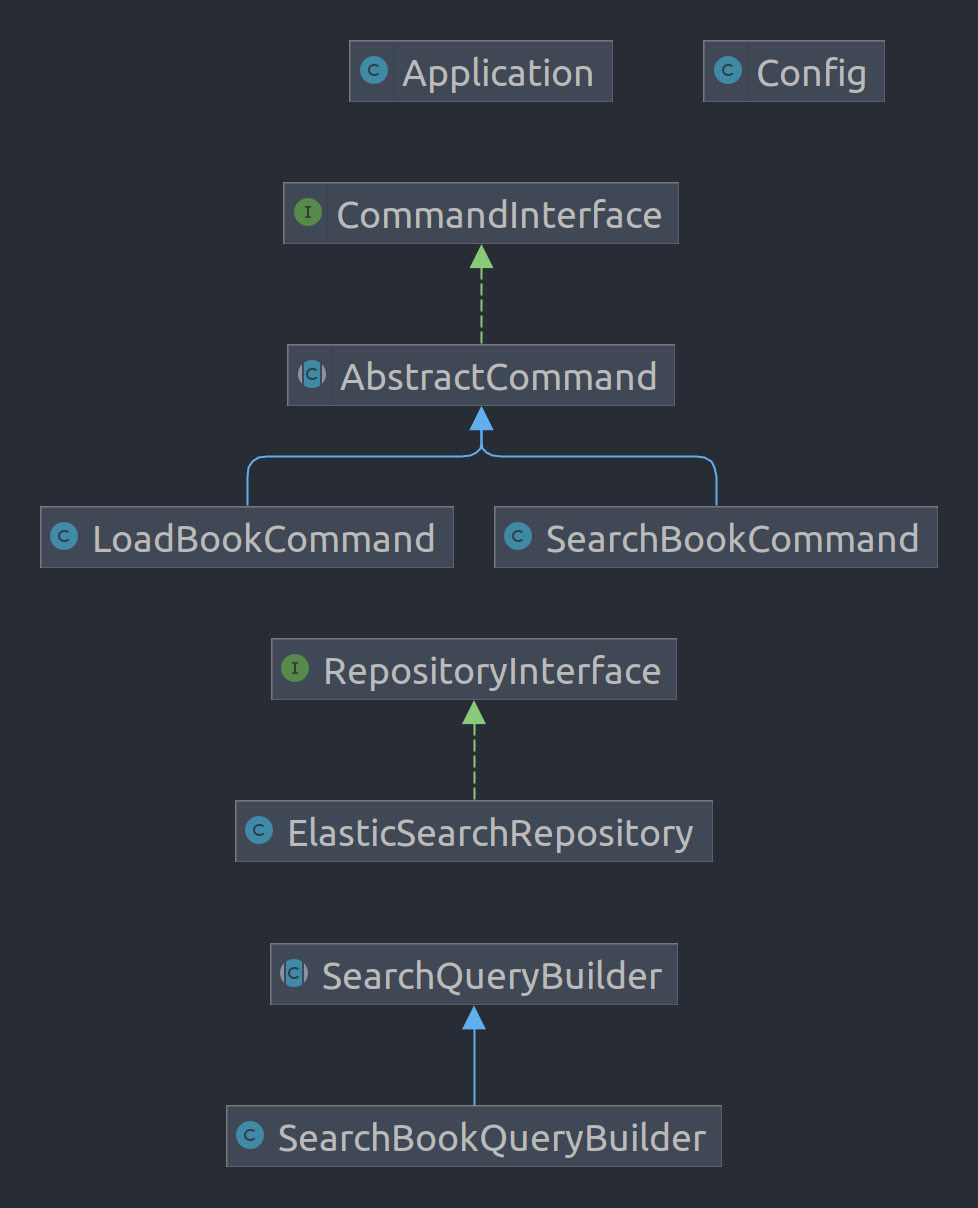 C Application
C Config
I CommandInterface
C AbstractCommand
C LoadBookCommand
C SearchBookCommand
I RepositoryInterface
C ElasticSearchRepository
C SearchQueryBuilder
C SearchBookQueryBuilder